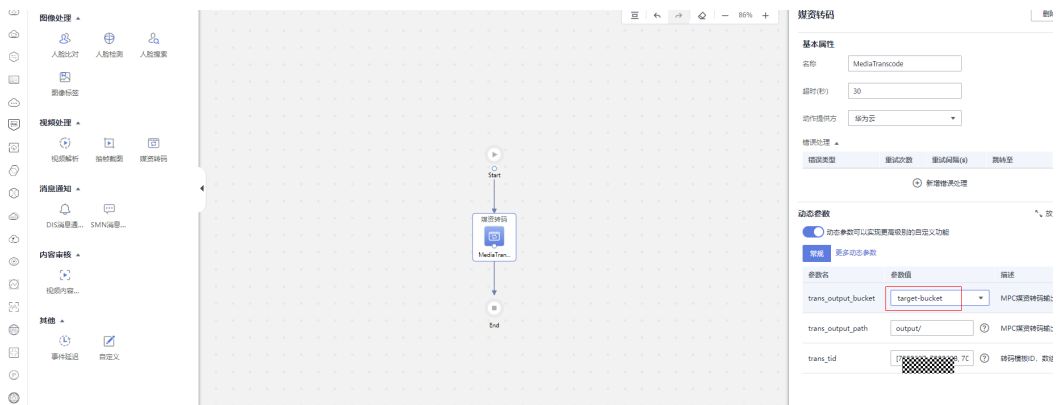 图像处理
人脸比对 人脸检测 人脸搜索
图像标签
视频处理
视频解析 抽帧截图 媒资转码
消息通知
DIS消息通... SMN消息...
内容审核
视频内容...
其他
事件延迟 自定义
86%
Start
媒资转码
MediaTran...
End
媒资转码
基本属性
名称 MediaTranscode
超时(秒) 30
动作提供方 华为云
错误处理
错误类型 重试次数 重试间隔(s) 跳转至
新增错误处理
动态参数
动态参数可以实现更高级别的自定义功能
常规 更多动态参数
参数名 参数值 描述
trans_output_bucket target-bucket MPC媒资转码输
trans_output_path output/ MPC媒资转码输
trans_tid 转码模板ID，数